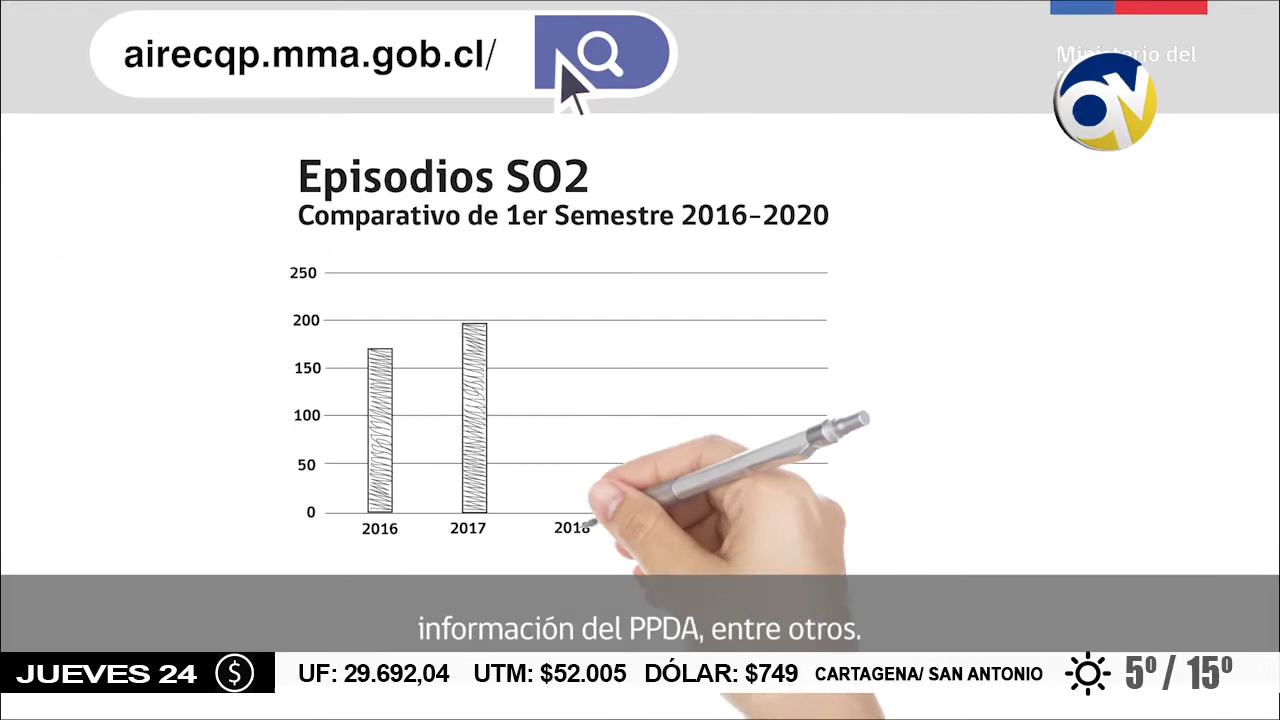 airecqp.mma.gob.cl/
Ministerio del
Episodios SO2
Comparativo de 1er Semestre 2016-2020
250
200
150
100
50
0
2016 2017 2018
información del PPDA, entre otros.
JUEVES 24 $ UF: 29.692,04 UTM: $52.005 DÓLAR: $749 CARTAGENA/ SAN ANTONIO 5º / 15º